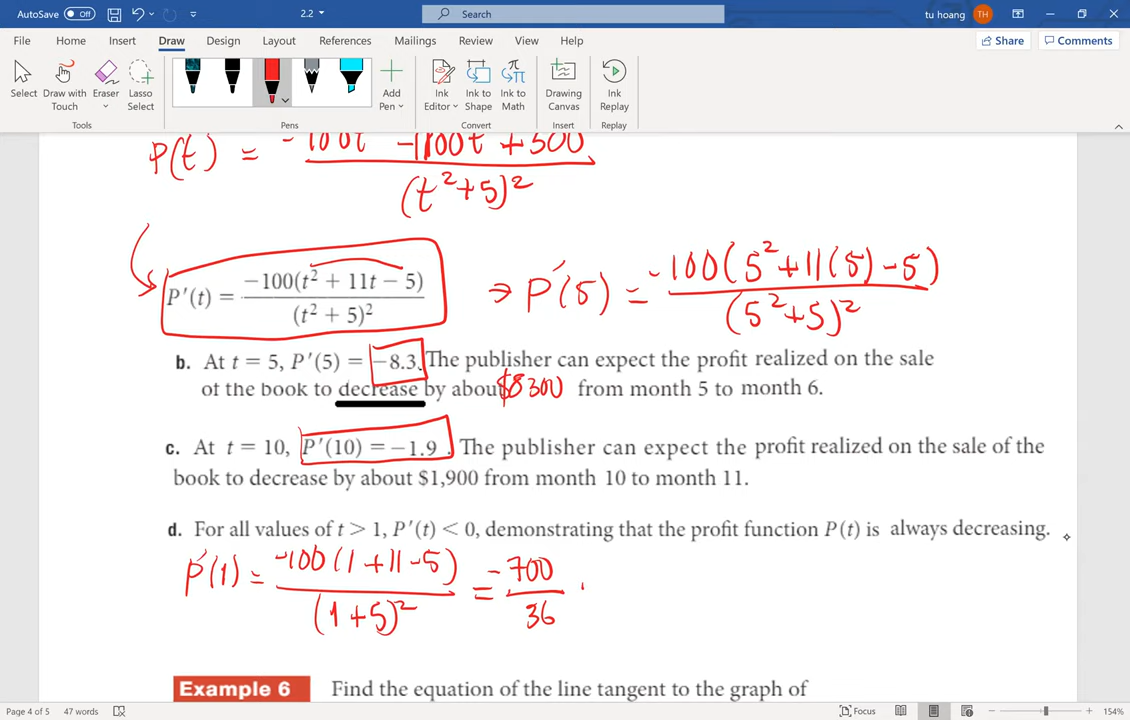 AutoSave Off 2.2 Search tu hoang TH
File Home Insert Draw Design Layout References Mailings Review View Help Share Comments
Select Draw with Touch Eraser Lasso Select Add Pen Ink Editor Ink to Shape Ink to Math Drawing Canvas Ink Replay
Tools Pens Convert Insert Replay
P(t) = -100t -1100t +500
(t²+5)²
P′(t) = −100(t² + 11t − 5) / (t² + 5)² ⇒ P′(5) = -100(5²+11(5)-5) / (5²+5)²
b. At t = 5, P′(5) = −8.3. The publisher can expect the profit realized on the sale
of the book to decrease by about $8300 from month 5 to month 6.
c. At t = 10, P′(10) = −1.9. The publisher can expect the profit realized on the sale of the
book to decrease by about $1,900 from month 10 to month 11.
d. For all values of t > 1, P′(t) < 0, demonstrating that the profit function P(t) is always decreasing.
P′(1) = -100(1+11-5) / (1+5)² = -700 / 36
Example 6 Find the equation of the line tangent to the graph of
Page 4 of 5 47 words Focus 154%